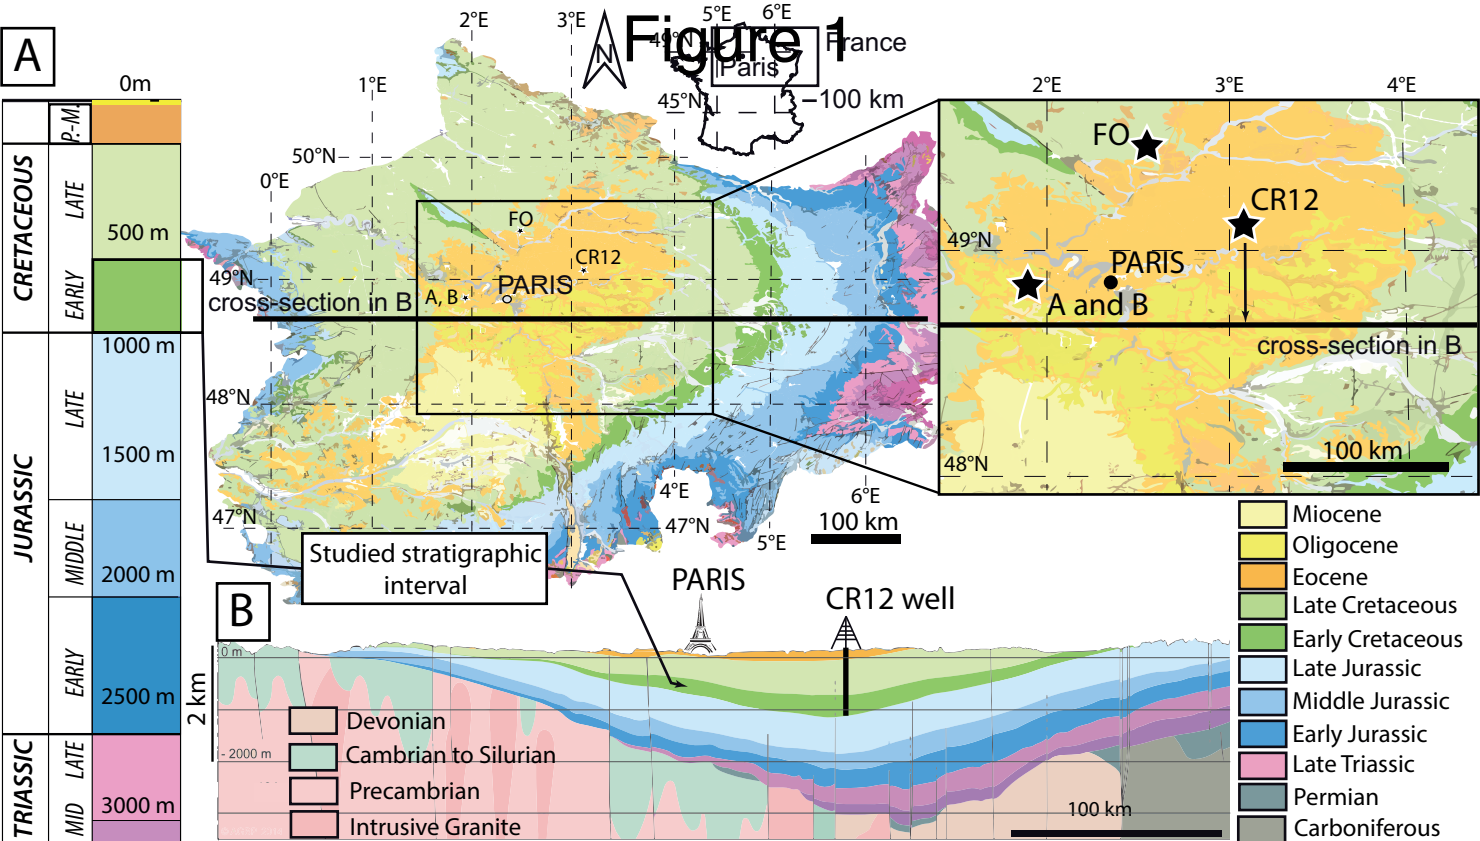 Figure 1
A
0m
P-M.
CRETACEOUS
LATE
500 m
EARLY
1000 m
JURASSIC
LATE
1500 m
MIDDLE
2000 m
EARLY
2500 m
TRIASSIC
LATE
MID
3000 m
2°E
3°E
5°E
6°E
1°E
0°E
50°N
49°N
48°N
47°N
N
49°N
45°N
France
Paris
100 km
FO
CR12
PARIS
A, B
cross-section in B
4°E
47°N
5°E
6°E
100 km
2°E
3°E
4°E
FO
CR12
49°N
PARIS
A and B
cross-section in B
48°N
100 km
Studied stratigraphic
interval
B
PARIS
CR12 well
0 m
2 km
- 2000 m
100 km
Devonian
Cambrian to Silurian
Precambrian
Intrusive Granite
Miocene
Oligocene
Eocene
Late Cretaceous
Early Cretaceous
Late Jurassic
Middle Jurassic
Early Jurassic
Late Triassic
Permian
Carboniferous